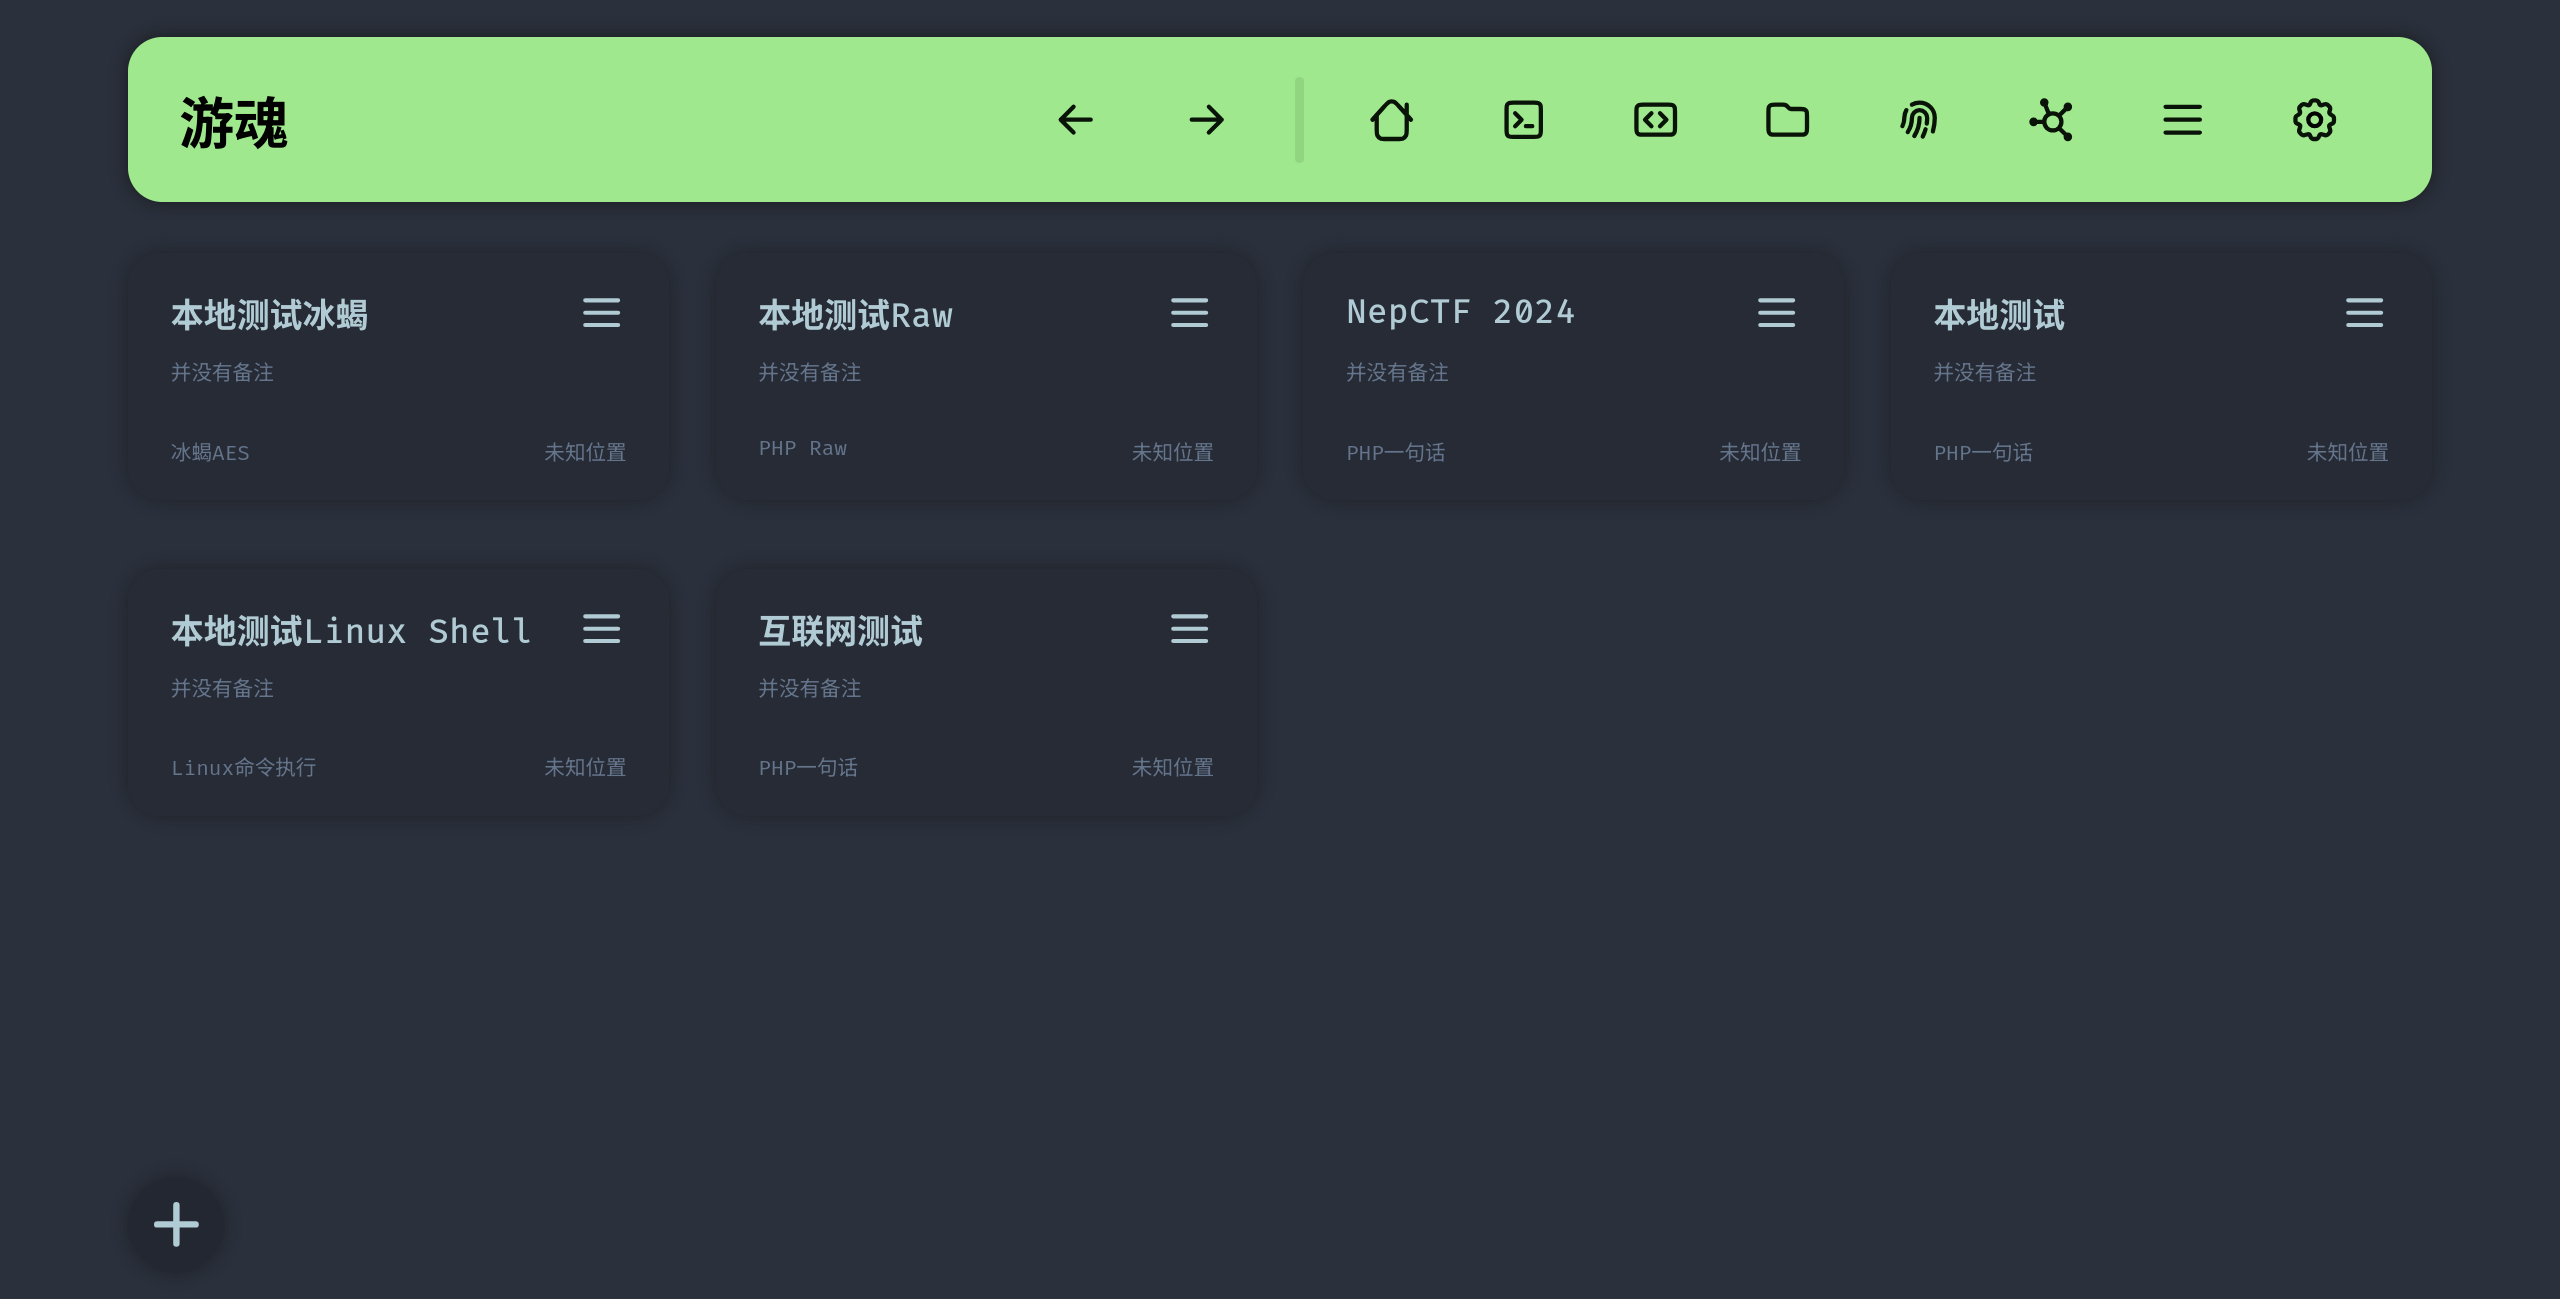 游魂
本地测试冰蝎
并没有备注
冰蝎AES 未知位置
本地测试Raw
并没有备注
PHP Raw 未知位置
NepCTF 2024
并没有备注
PHP一句话 未知位置
本地测试
并没有备注
PHP一句话 未知位置
本地测试Linux Shell
并没有备注
Linux命令执行 未知位置
互联网测试
并没有备注
PHP一句话 未知位置